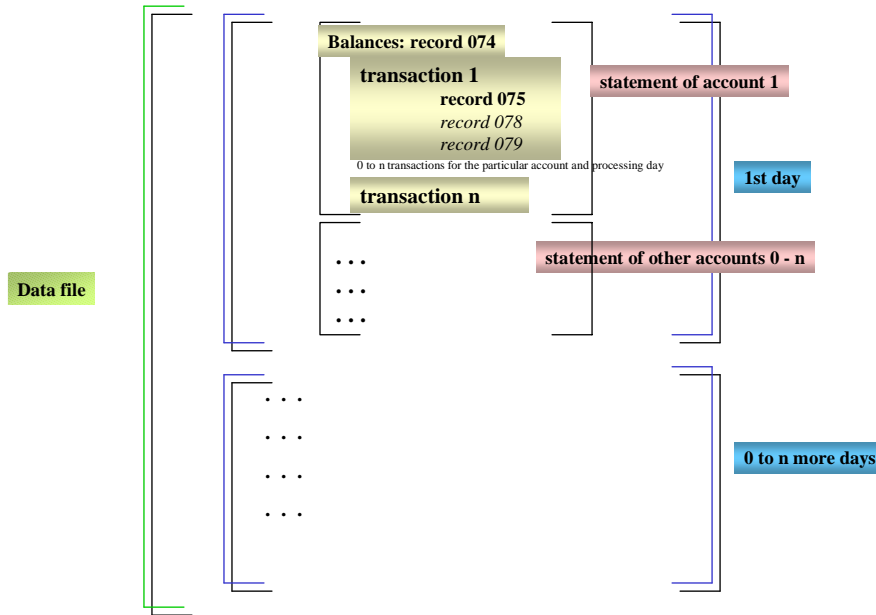 Balances: record 074
transaction 1
record 075
record 078
record 079
0 to n transactions for the particular account and processing day
transaction n
statement of account 1
1st day
. . .
. . .
. . .
statement of other accounts 0 - n
Data file
. . .
. . .
. . .
. . .
0 to n more days